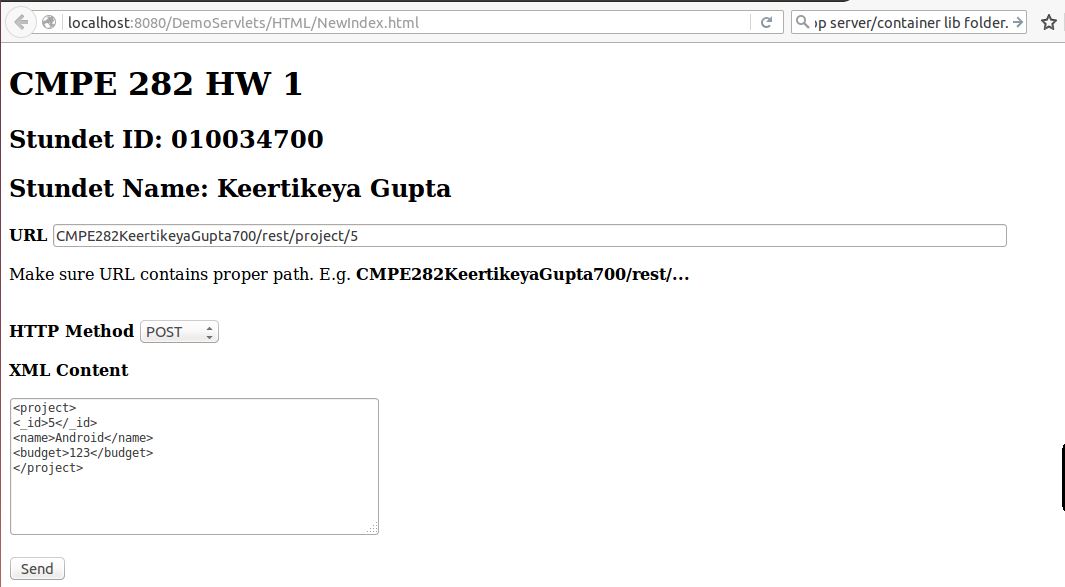 localhost:8080/DemoServlets/HTML/NewIndex.html
op server/container lib folder.
CMPE 282 HW 1
Stundet ID: 010034700
Stundet Name: Keertikeya Gupta
URL CMPE282KeertikeyaGupta700/rest/project/5
Make sure URL contains proper path. E.g. CMPE282KeertikeyaGupta700/rest/...
HTTP Method POST
XML Content
<project>
<_id>5</_id>
<name>Android</name>
<budget>123</budget>
</project>
Send